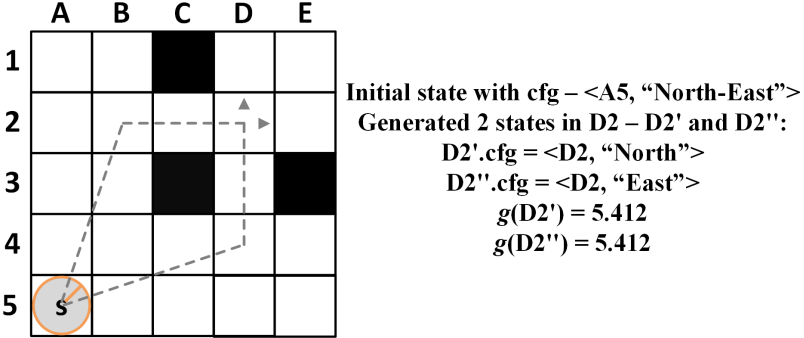 A B C D E
1
2
3
4
5
s
Initial state with cfg – <A5, “North-East”>
Generated 2 states in D2 – D2' and D2'':
D2'.cfg = <D2, “North”>
D2''.cfg = <D2, “East”>
g(D2') = 5.412
g(D2'') = 5.412